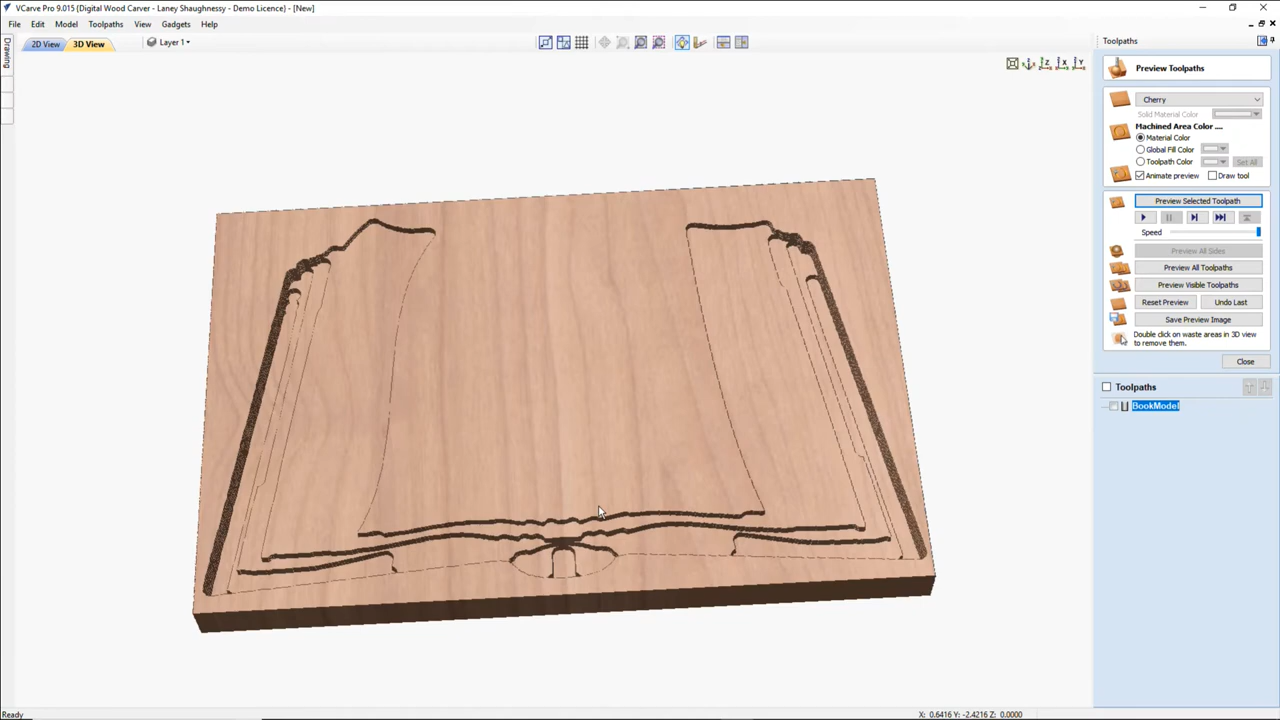 VCarve Pro 9.015 {Digital Wood Carver - Laney Shaughnessy - Demo Licence} - [New]
File Edit Model Toolpaths View Gadgets Help
2D View 3D View Layer 1
Drawing
Z X Y
Toolpaths
Preview Toolpaths
Cherry
Solid Material Color
Machined Area Color ....
Material Color
Global Fill Color
Toolpath Color Set All
Animate preview Draw tool
Preview Selected Toolpath
Speed
Preview All Sides
Preview All Toolpaths
Preview Visible Toolpaths
Reset Preview Undo Last
Save Preview Image
Double click on waste areas in 3D view
to remove them.
Close
Toolpaths
BookModel
Ready
X: 0.6416 Y: -2.4216 Z: 0.0000